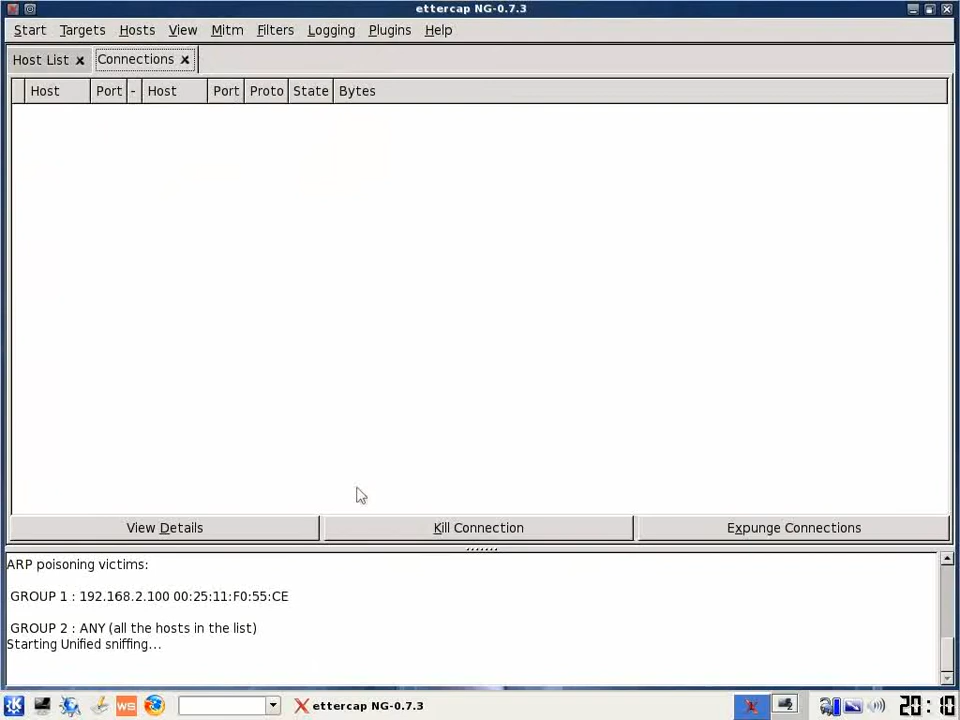 ettercap NG-0.7.3
Start Targets Hosts View Mitm Filters Logging Plugins Help
Host List Connections
Host Port - Host Port Proto State Bytes
View Details Kill Connection Expunge Connections
ARP poisoning victims:
GROUP 1 : 192.168.2.100 00:25:11:F0:55:CE
GROUP 2 : ANY (all the hosts in the list)
Starting Unified sniffing...
WS ettercap NG-0.7.3 2 20:10